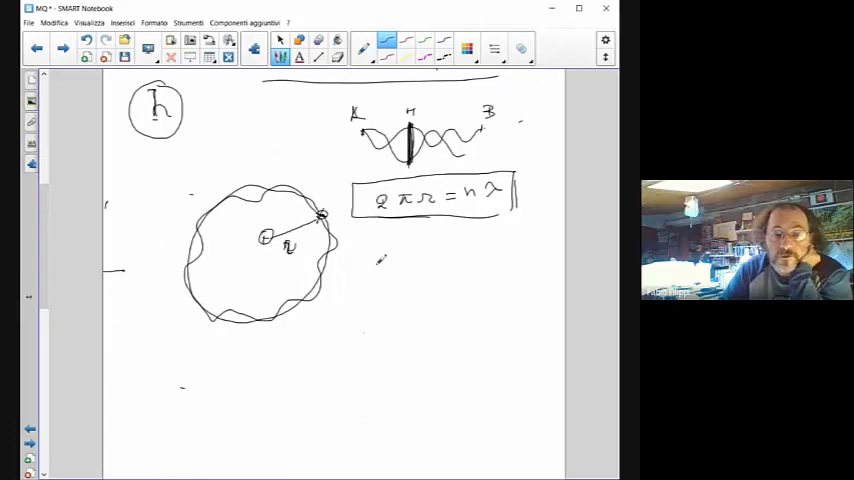 MQ * - SMART Notebook
File Modifica Visualizza Inserisci Formato Strumenti Componenti aggiuntivi ?
A
h
A M B
2 π r = n λ
+
r